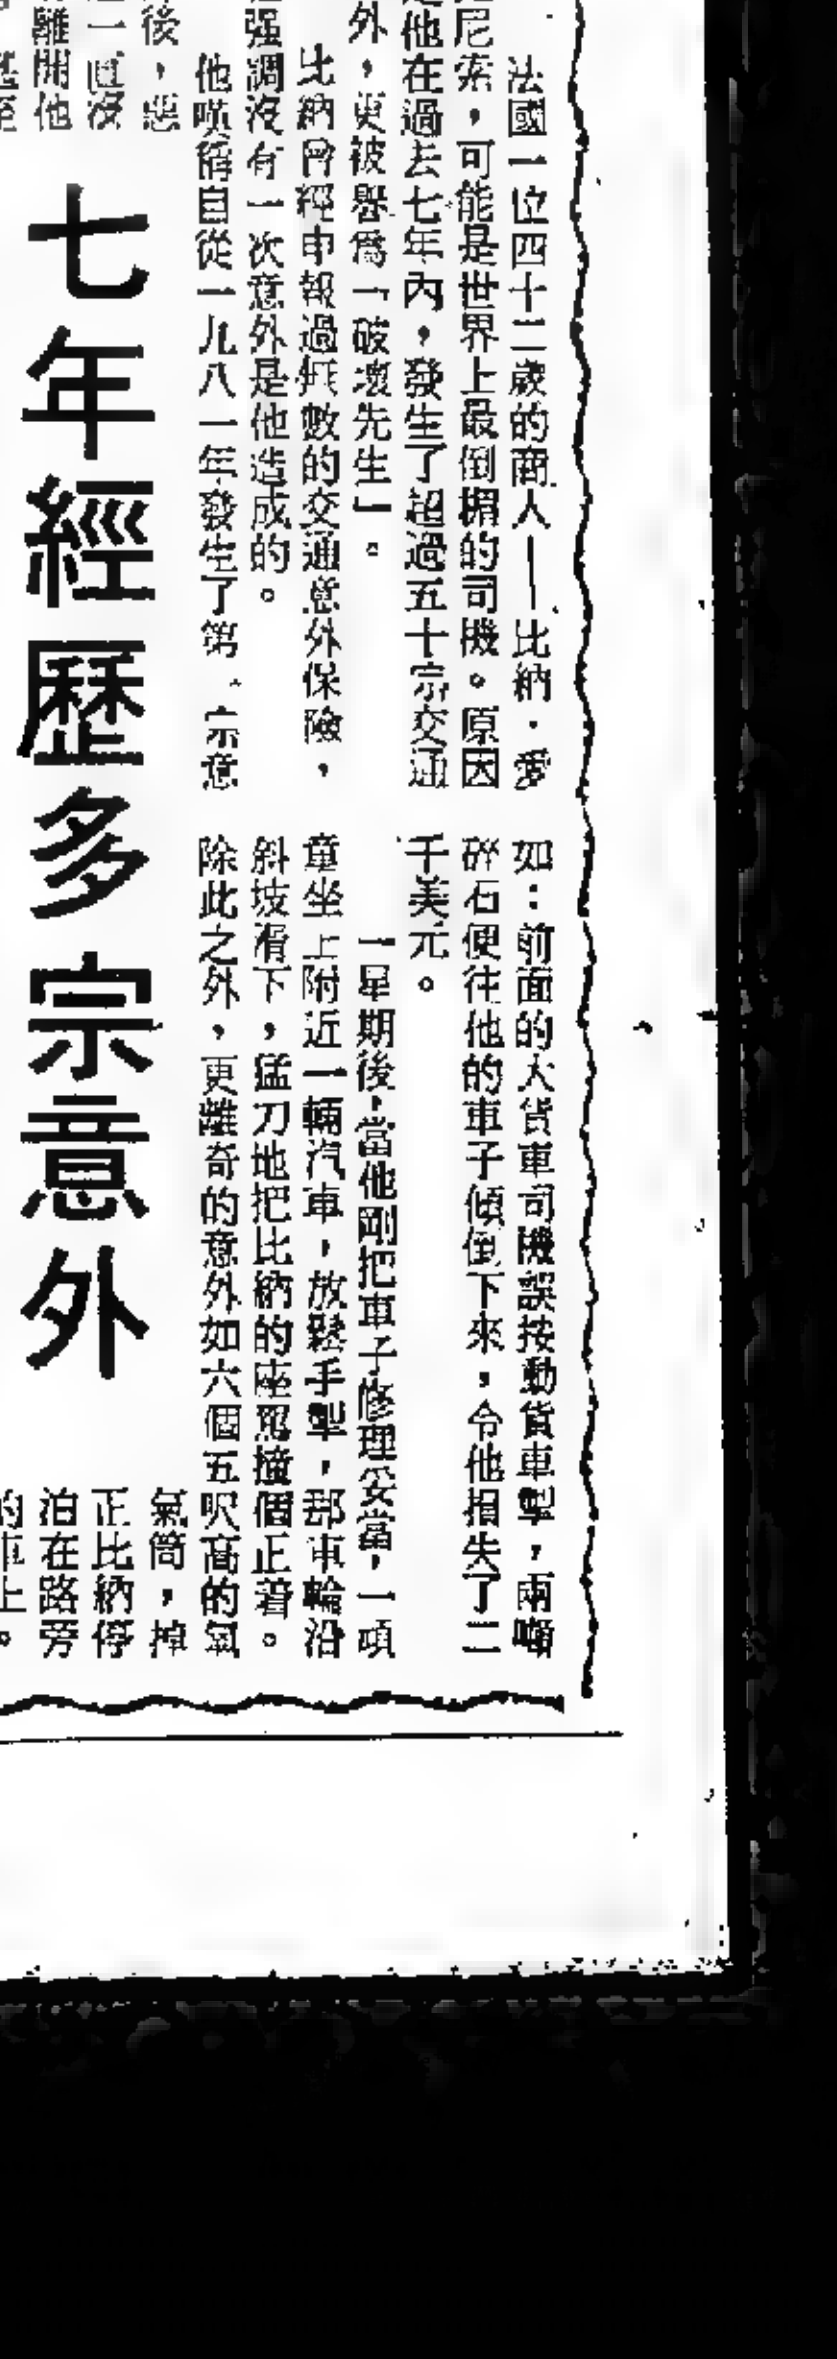 法國一位四十二歲的商人——比納·愛
尼索，可能是世界上最倒楣的司機。原因
他在過去七年內，發生了超過五十宗交通
外，更被譽爲「破壞先生」。
比納曾經申報過無數的交通意外保險，
强調沒有一次意外是他造成的。
他嘆稱自從一九八一年發生了第一宗意
後，惡
一直沒
離開他
甚至
七年經歷多宗意外
如：前面的大貨車司機誤按動貨車掣，兩噸
碎石便往他的車子傾倒下來，令他損失了二
千美元。
一星期後，當他剛把車子修理妥當，一頑
童坐上附近一輛汽車，放鬆手掣，那車輪沿
斜坡滑下，猛力地把比納的座駕撞個正着。
除此之外，更離奇的意外如六個五呎高的氧
氣筒，掉
正比納停
泊在路旁
的車上。